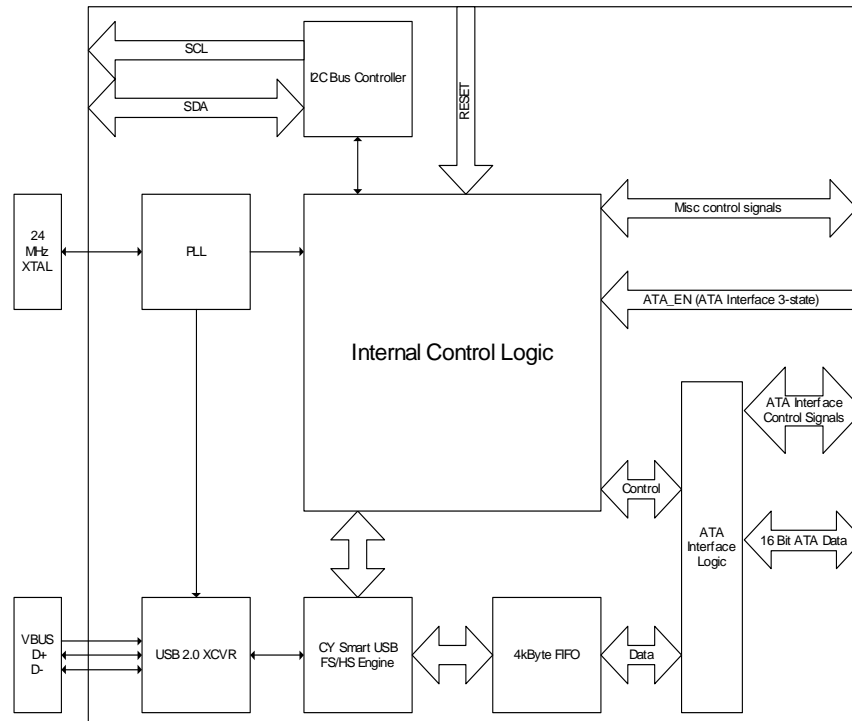 SCL
I2C Bus Controller
SDA
RESET
Misc control signals
24
MHz
XTAL
PLL
ATA_EN (ATA Interface 3-state)
Internal Control Logic
ATA Interface
Control Signals
Control
ATA
Interface
Logic
16 Bit ATA Data
VBUS
D+
D-
USB 2.0 XCVR
CY Smart USB
FS/HS Engine
4kByte FIFO
Data